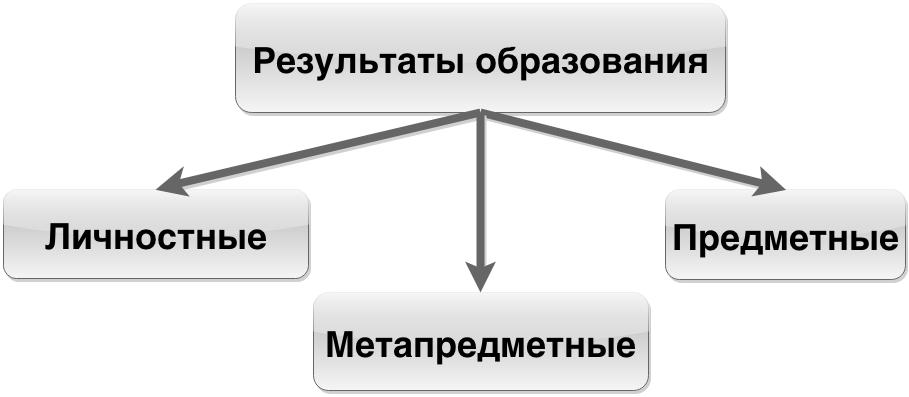 Результаты образования
Личностные
Предметные
Метапредметные